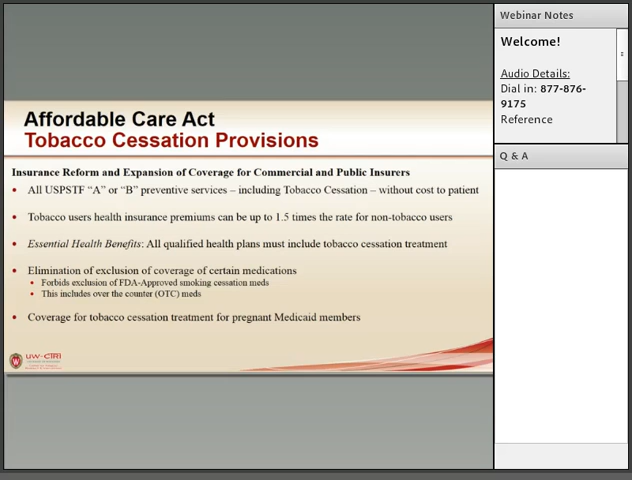 Webinar Notes
Welcome!
Audio Details:
Dial in: 877-876-
9175
Reference
Q & A
Affordable Care Act
Tobacco Cessation Provisions
Insurance Reform and Expansion of Coverage for Commercial and Public Insurers
• All USPSTF “A” or “B” preventive services – including Tobacco Cessation – without cost to patient
• Tobacco users health insurance premiums can be up to 1.5 times the rate for non-tobacco users
• Essential Health Benefits: All qualified health plans must include tobacco cessation treatment
• Elimination of exclusion of coverage of certain medications
• Forbids exclusion of FDA-Approved smoking cessation meds
• This includes over the counter (OTC) meds
• Coverage for tobacco cessation treatment for pregnant Medicaid members
UW-CTRI